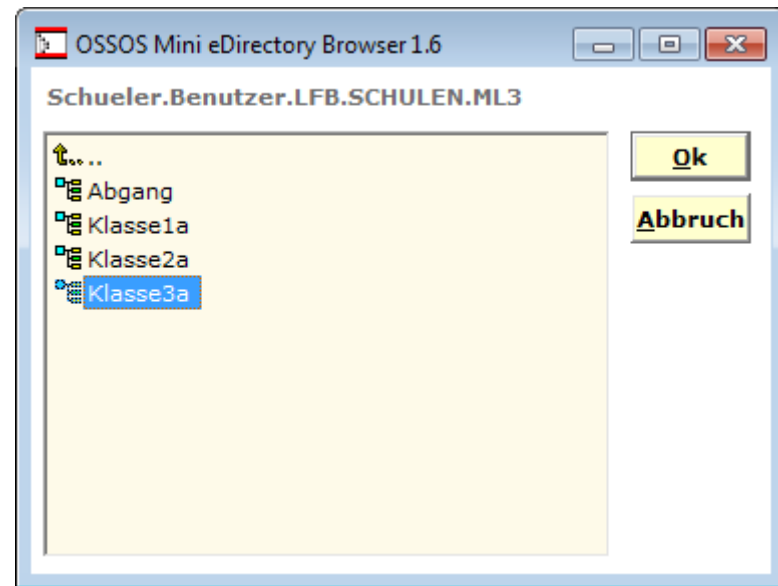 OSSOS Mini eDirectory Browser 1.6
Schueler.Benutzer.LFB.SCHULEN.ML3
..
Abgang
Klasse1a
Klasse2a
Klasse3a
Ok
Abbruch